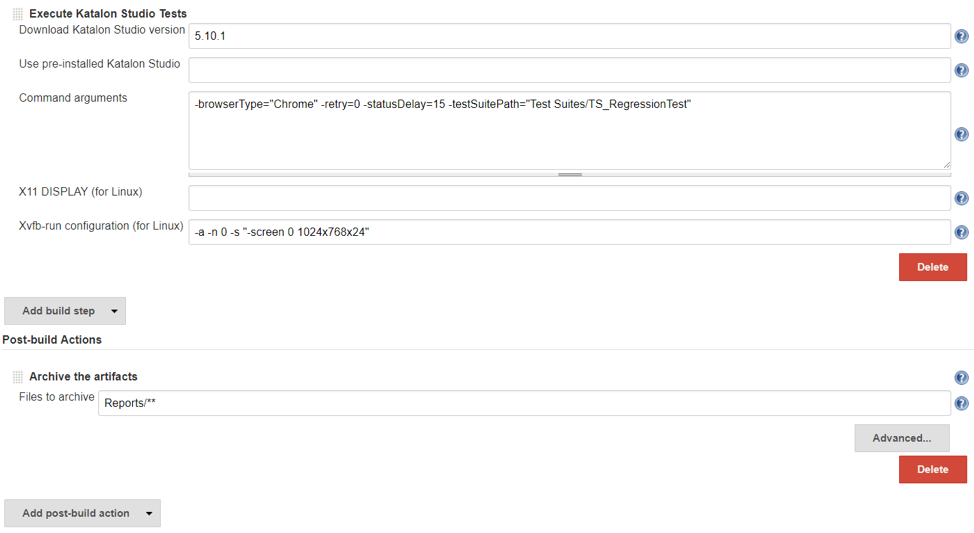 Execute Katalon Studio Tests
Download Katalon Studio version
5.10.1
Use pre-installed Katalon Studio
Command arguments
-browserType="Chrome" -retry=0 -statusDelay=15 -testSuitePath="Test Suites/TS_RegressionTest"
X11 DISPLAY (for Linux)
Xvfb-run configuration (for Linux)
-a -n 0 -s "-screen 0 1024x768x24"
Delete
Add build step
Post-build Actions
Archive the artifacts
Files to archive
Reports/**
Advanced...
Delete
Add post-build action